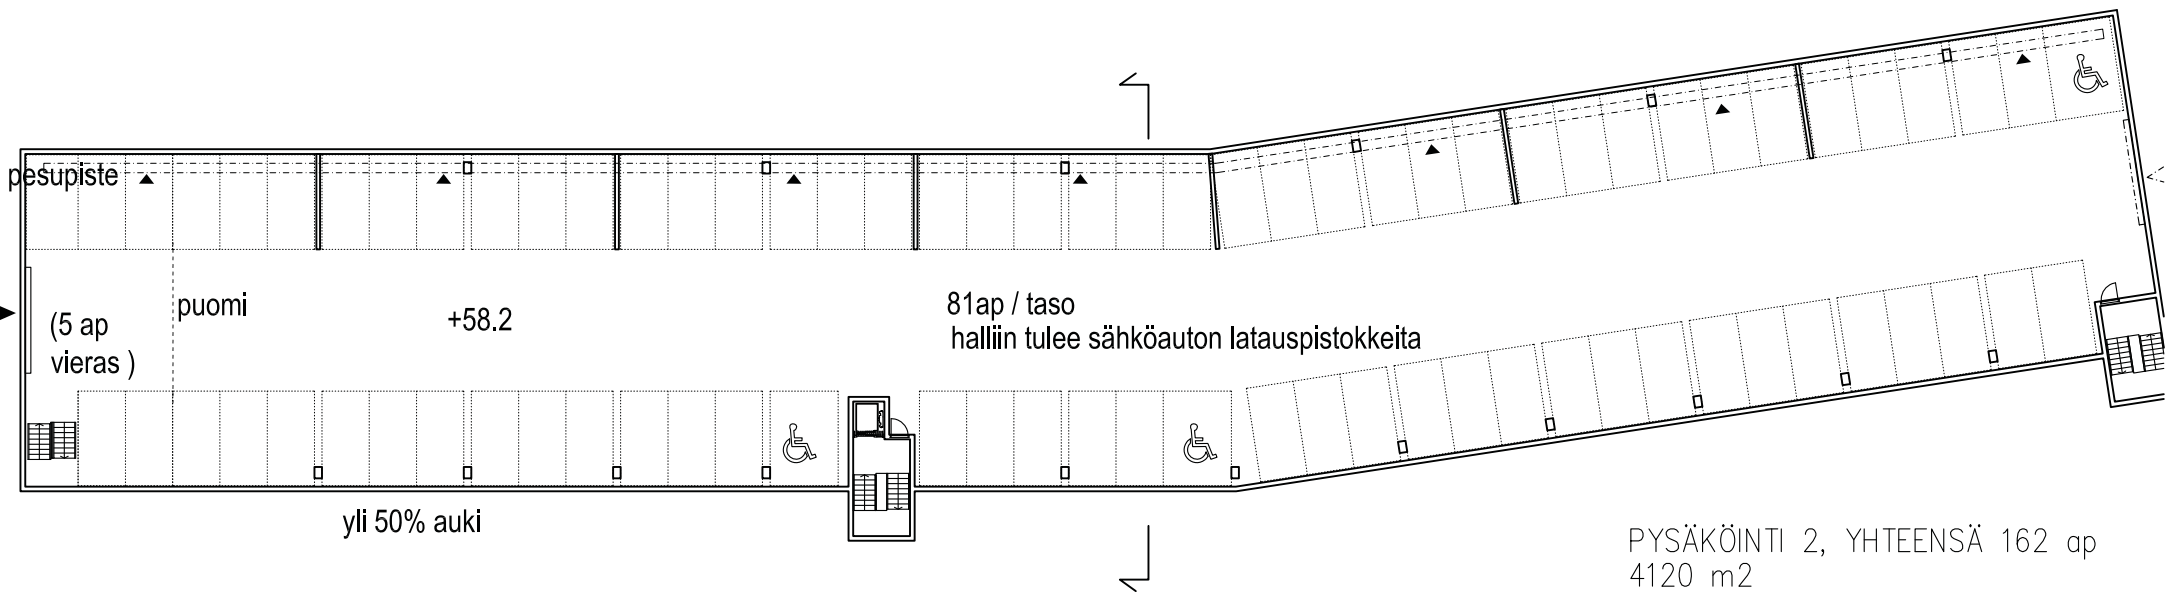 pesupiste
puomi
(5 ap
vieras )
+58.2
81ap / taso
halliin tulee sähköauton latauspistokkeita
yli 50% auki
PYSÄKÖINTI 2, YHTEENSÄ 162 ap
4120 m2